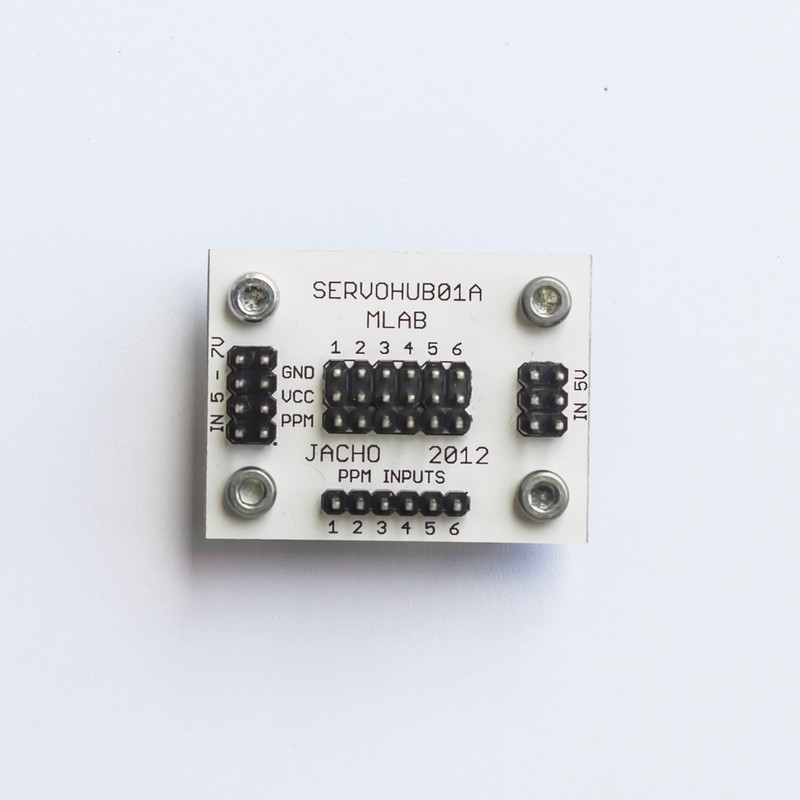 SERVOHUB01A
MLAB
1 2 3 4 5 6
GND
VCC
PPM
IN 5 - 7V
IN 5V
JACHO 2012
PPM INPUTS
1 2 3 4 5 6